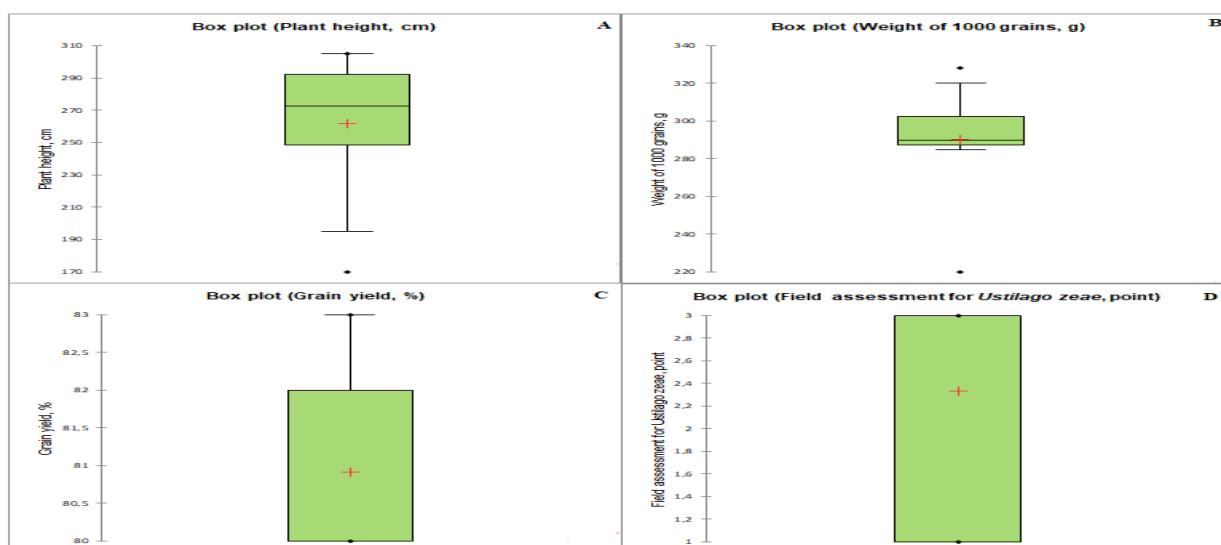 Box plot (Plant height, cm)
A
310
290
270
250
230
210
190
170
Plant height, cm
Box plot (Weight of 1000 grains, g)
B
340
320
300
280
260
240
220
Weight of 1000 grains, g
Box plot (Grain yield, %)
C
83
82,5
82
81,5
81
80,5
80
Grain yield, %
Box plot (Field assessment for Ustilago zeae, point)
D
3
2,8
2,6
2,4
2,2
2
1,8
1,6
1,4
1,2
1
Field assessment for Ustilago zeae, point